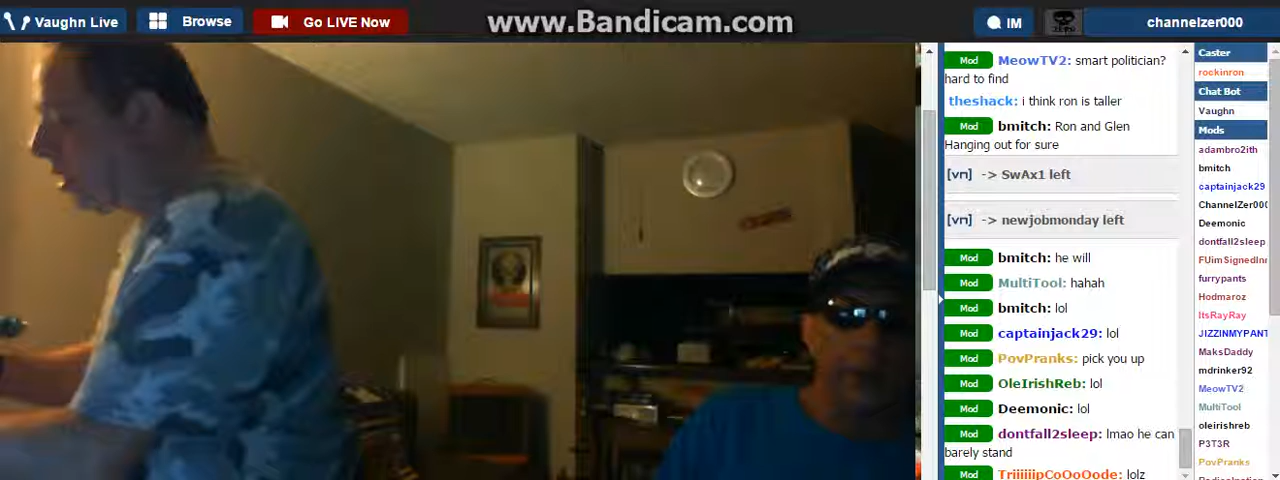 Vaughn Live
Browse
Go LIVE Now
www.Bandicam.com
IM
channelzer000
Mod MeowTV2: smart politician?
hard to find
theshack: i think ron is taller
Mod bmitch: Ron and Glen
Hanging out for sure
[vn] -> SwAx1 left
[vn] -> newjobmonday left
Mod bmitch: he will
Mod MultiTool: hahah
Mod bmitch: lol
Mod captainjack29: lol
Mod PovPranks: pick you up
Mod OleIrishReb: lol
Mod Deemonic: lol
Mod dontfall2sleep: lmao he can
barely stand
Mod TriiiiiipCoOoOode: lolz
Caster
rockinron
Chat Bot
Vaughn
Mods
adambro2ith
bmitch
captainjack29
ChannelZer000
Deemonic
dontfall2sleep
FUimSignedIn
furrypants
Hodmaroz
ItsRayRay
JIZZINMYPANT
MaksDaddy
mdrinker92
MeowTV2
MultiTool
oleirishreb
P3T3R
PovPranks